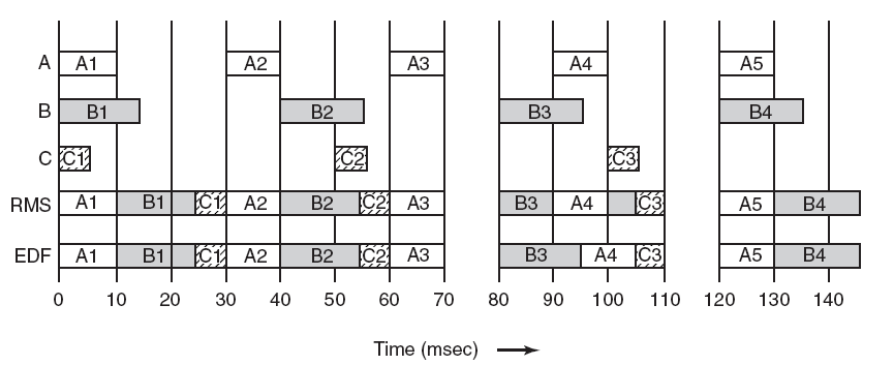 A A1 A2 A3 A4 A5
B B1 B2 B3 B4
C C1 C2 C3
RMS A1 B1 C1 A2 B2 C2 A3 B3 A4 C3 A5 B4
EDF A1 B1 C1 A2 B2 C2 A3 B3 A4 C3 A5 B4
0 10 20 30 40 50 60 70 80 90 100 110 120 130 140
Time (msec)